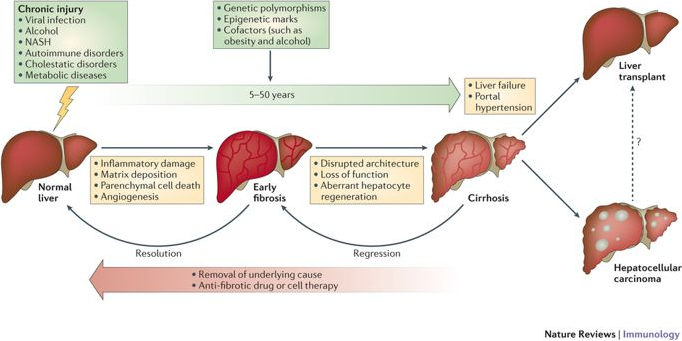 Chronic injury
• Viral infection
• Alcohol
• NASH
• Autoimmune disorders
• Cholestatic disorders
• Metabolic diseases
• Genetic polymorphisms
• Epigenetic marks
• Cofactors (such as
obesity and alcohol)
5–50 years
• Liver failure
• Portal
hypertension
Liver
transplant
Normal
liver
• Inflammatory damage
• Matrix deposition
• Parenchymal cell death
• Angiogenesis
Early
fibrosis
• Disrupted architecture
• Loss of function
• Aberrant hepatocyte
regeneration
Cirrhosis
?
Resolution
Regression
Hepatocellular
carcinoma
• Removal of underlying cause
• Anti-fibrotic drug or cell therapy
Nature Reviews | Immunology